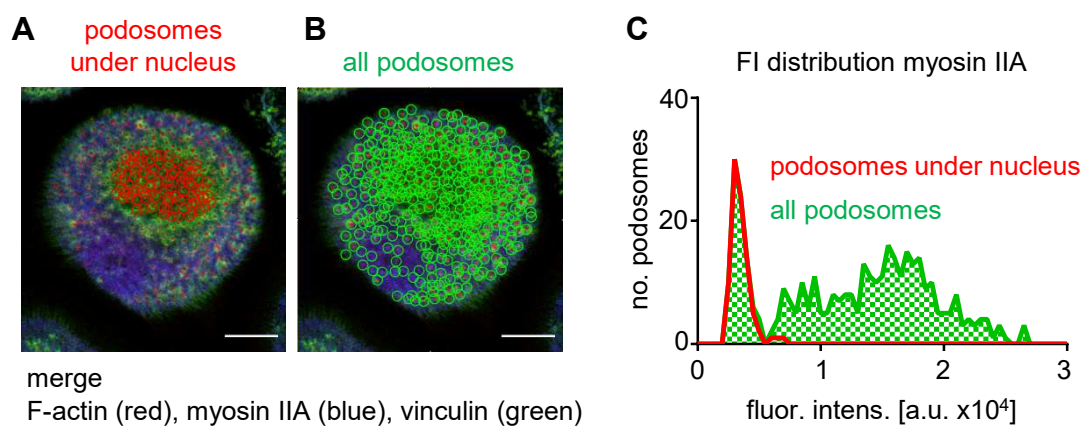 A
podosomes
under nucleus
B
all podosomes
merge
F-actin (red), myosin IIA (blue), vinculin (green)
C
FI distribution myosin IIA
no. podosomes
40
20
0
podosomes under nucleus
all podosomes
0 1 2 3
fluor. intens. [a.u. x10⁴]